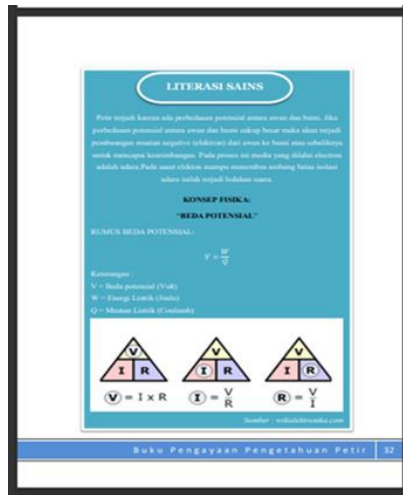 LITERASI SAINS
Petir terjadi karena ada perbedaan potensial antara awan dan bumi. Jika
perbedaan potensial antara awan dan bumi cukup besar maka akan terjadi
pembuangan muatan negative (elektron) dari awan ke bumi atau sebaliknya
untuk mencapai keseimbangan. Pada proses ini media yang dilalui electron
adalah udara Pada saaat elektron mampu menembus ambang batas isolasi
udara inilah terjadi ledakan suara.
KONSEP FISIKA:
"BEDA POTENSIAL"
RUMUS BEDA POTENSIAL:
V = W/Q
Keterangan :
V = Beda potensial (Volt)
W = Energi Listrik (Joule)
Q = Muatan Listrik (Coulumb)
V V V
I R I R I R
V = I x R I = V/R R = V/I
Sumber : wikielektronika.com
Buku Pengayaan Pengetahuan Petir 32